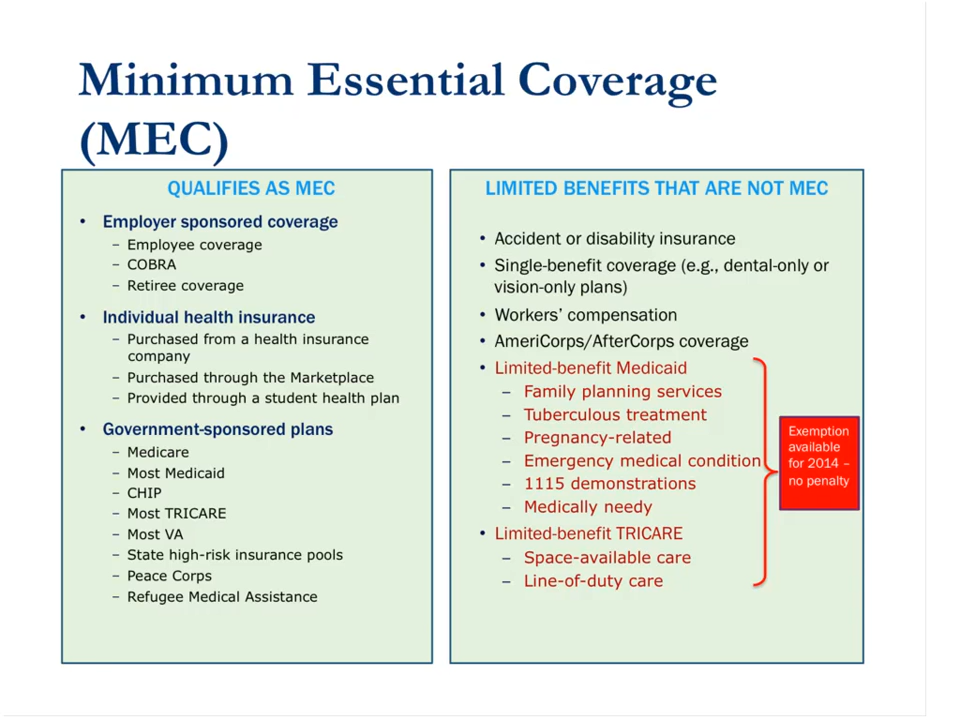 Minimum Essential Coverage
(MEC)
QUALIFIES AS MEC
• Employer sponsored coverage
– Employee coverage
– COBRA
– Retiree coverage
• Individual health insurance
– Purchased from a health insurance
company
– Purchased through the Marketplace
– Provided through a student health plan
• Government-sponsored plans
– Medicare
– Most Medicaid
– CHIP
– Most TRICARE
– Most VA
– State high-risk insurance pools
– Peace Corps
– Refugee Medical Assistance
LIMITED BENEFITS THAT ARE NOT MEC
• Accident or disability insurance
• Single-benefit coverage (e.g., dental-only or
vision-only plans)
• Workers’ compensation
• AmeriCorps/AfterCorps coverage
• Limited-benefit Medicaid
– Family planning services
– Tuberculous treatment
– Pregnancy-related
– Emergency medical condition
– 1115 demonstrations
– Medically needy
• Limited-benefit TRICARE
– Space-available care
– Line-of-duty care
Exemption
available
for 2014 –
no penalty